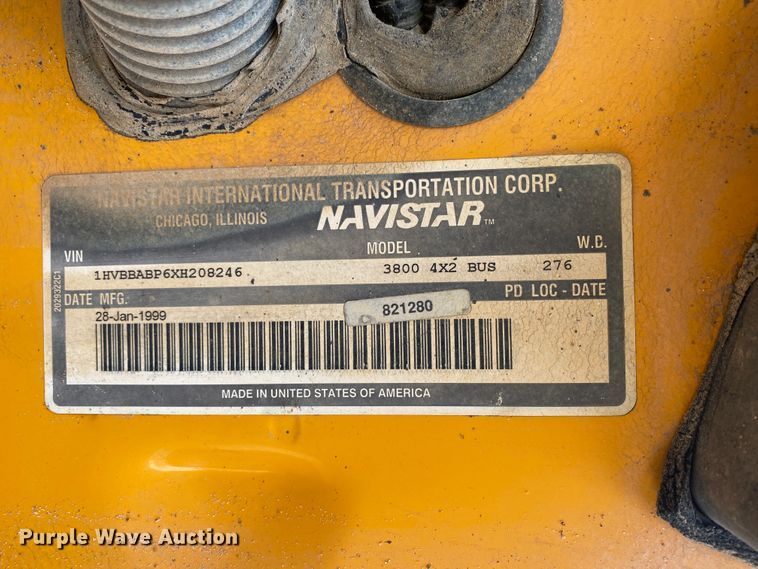 NAVISTAR INTERNATIONAL TRANSPORTATION CORP.
CHICAGO, ILLINOIS NAVISTAR TM
VIN MODEL W.B.
1HVBBABP6XH208246 3800 4X2 BUS 276
DATE MFG. PD LOC - DATE
28-Jan-1999 821280
MADE IN UNITED STATES OF AMERICA
2029322C1
Purple Wave Auction